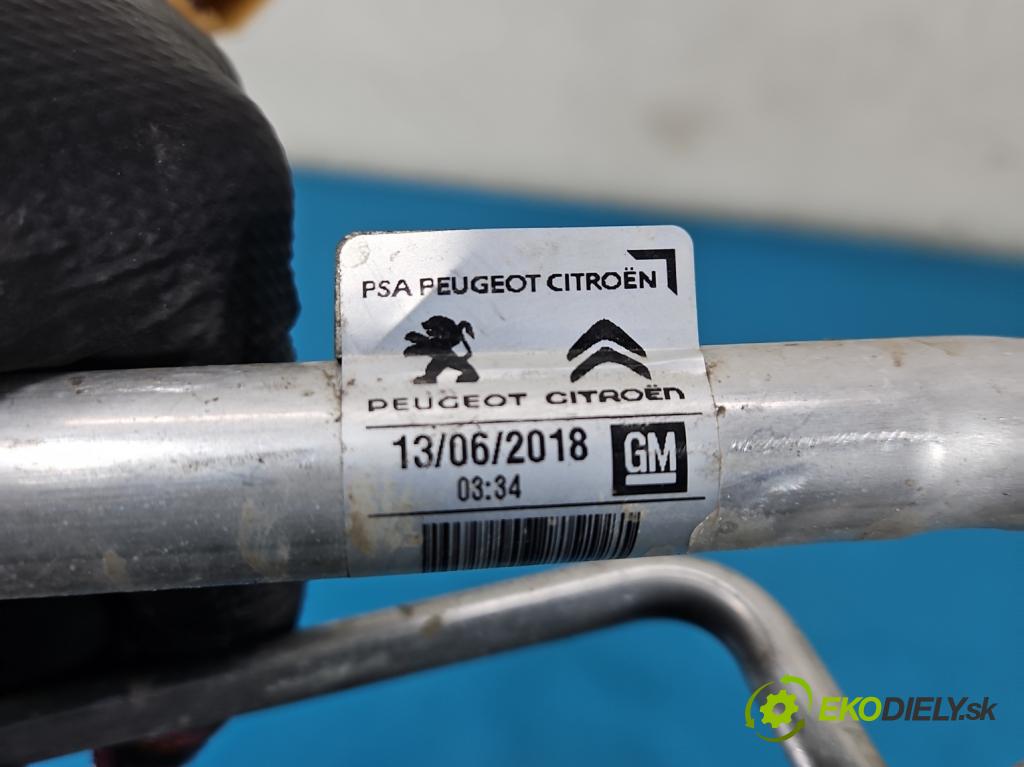 PSA PEUGEOT CITROËN
PEUGEOT CITROËN
13/06/2018 GM
03:34
EKODIELY.sk